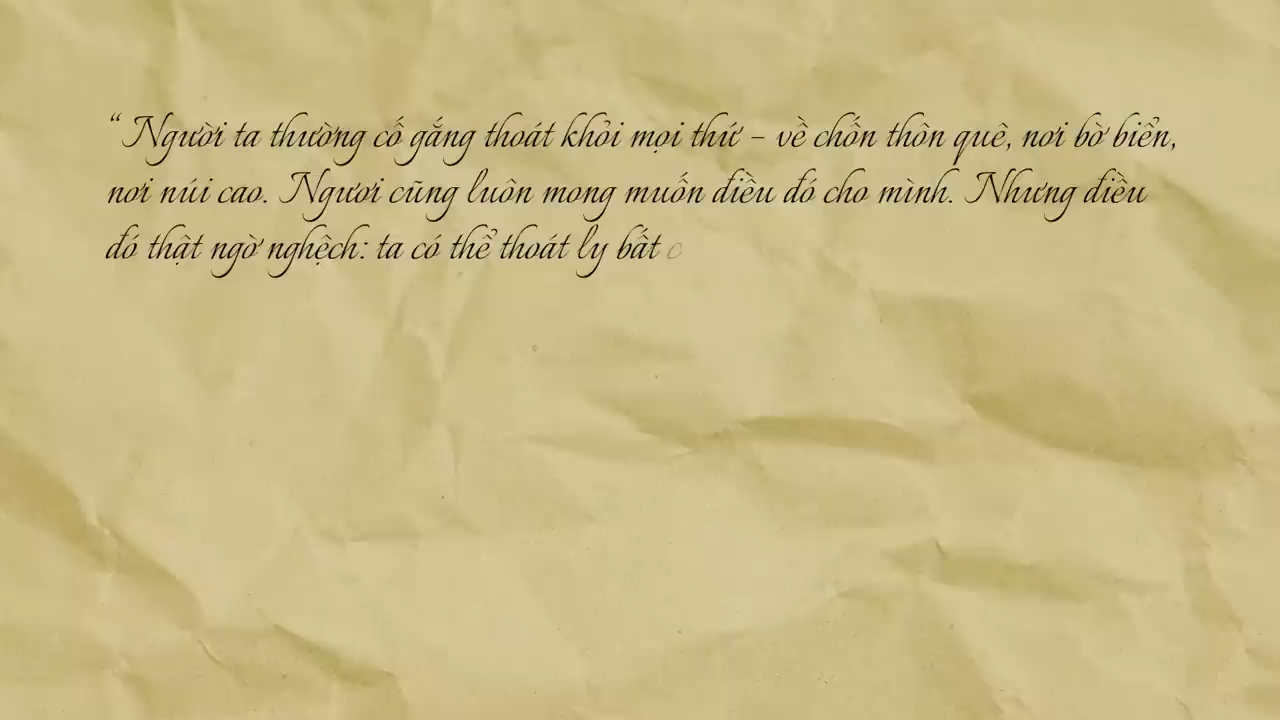 “ Người ta thường cố gắng thoát khỏi mọi thứ – về chốn thôn quê, nơi bờ biển,
nơi núi cao. Ngươi cũng luôn mong muốn điều đó cho mình. Nhưng điều
đó thật ngờ nghệch: ta có thể thoát ly bất c